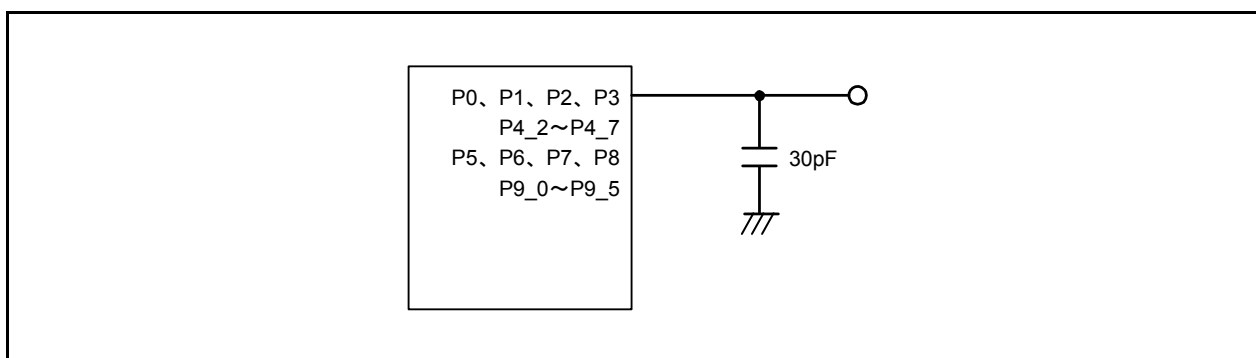 P0、P1、P2、P3
P4_2～P4_7
P5、P6、P7、P8
P9_0～P9_5
30pF